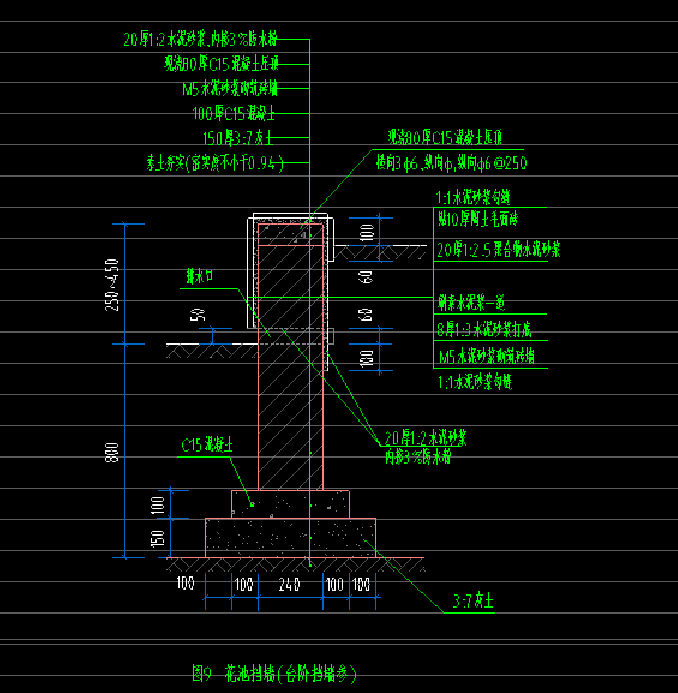 20厚1:2水泥砂浆,内掺3%防水粉
现浇80厚C15混凝土压顶
M5水泥砂浆砌筑砖墙
100厚C15混凝土
150厚3:7灰土
素土夯实(密实度不小于0.94)
现浇80厚C15混凝土压顶
横向3φ6,纵向φ,纵向φ6@250
1:1水泥砂浆勾缝
贴10厚陶土毛面砖
20厚1:2.5聚合物水泥砂浆
刷素水泥浆一道
8厚1:3水泥砂浆打底
M5水泥砂浆砌筑砖墙
1:1水泥砂浆勾缝
100
60
60
100
250~450
50
排水口
800
20厚1:2水泥砂浆
内掺3%防水粉
C15混凝土
100
150
100
100
240
100
100
3:7灰土
图9 花池挡墙(台阶挡墙参)